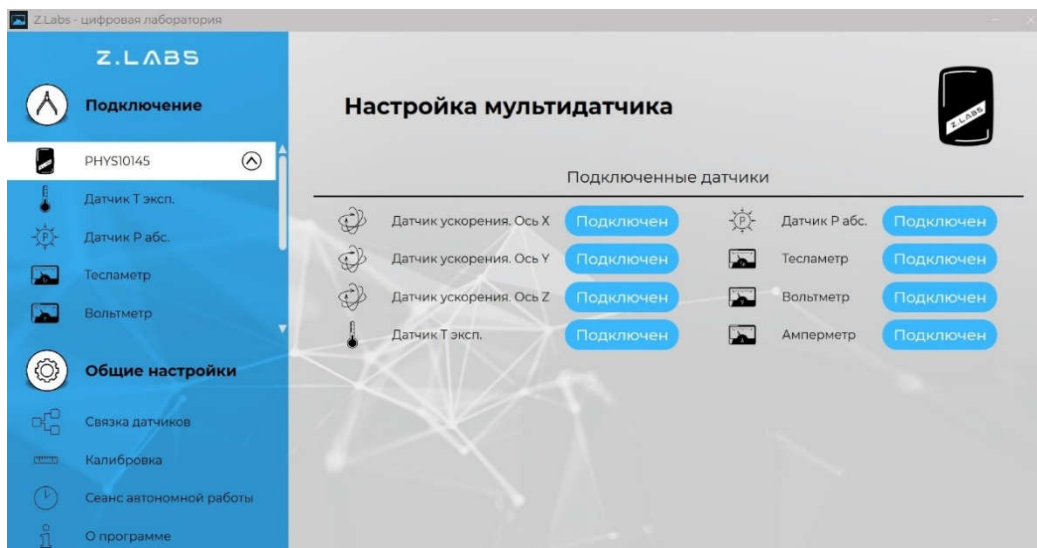 Z.Labs - цифровая лаборатория
Z.LABS
Подключение
PHYS10145
Датчик Т эксп.
Датчик Р абс.
Тесламетр
Вольтметр
Общие настройки
Связка датчиков
Калибровка
Сеанс автономной работы
О программе
Настройка мультидатчика
Z.LABS
Подключенные датчики
Датчик ускорения. Ось X Подключен
Датчик ускорения. Ось Y Подключен
Датчик ускорения. Ось Z Подключен
Датчик Т эксп. Подключен
Датчик Р абс. Подключен
Тесламетр Подключен
Вольтметр Подключен
Амперметр Подключен